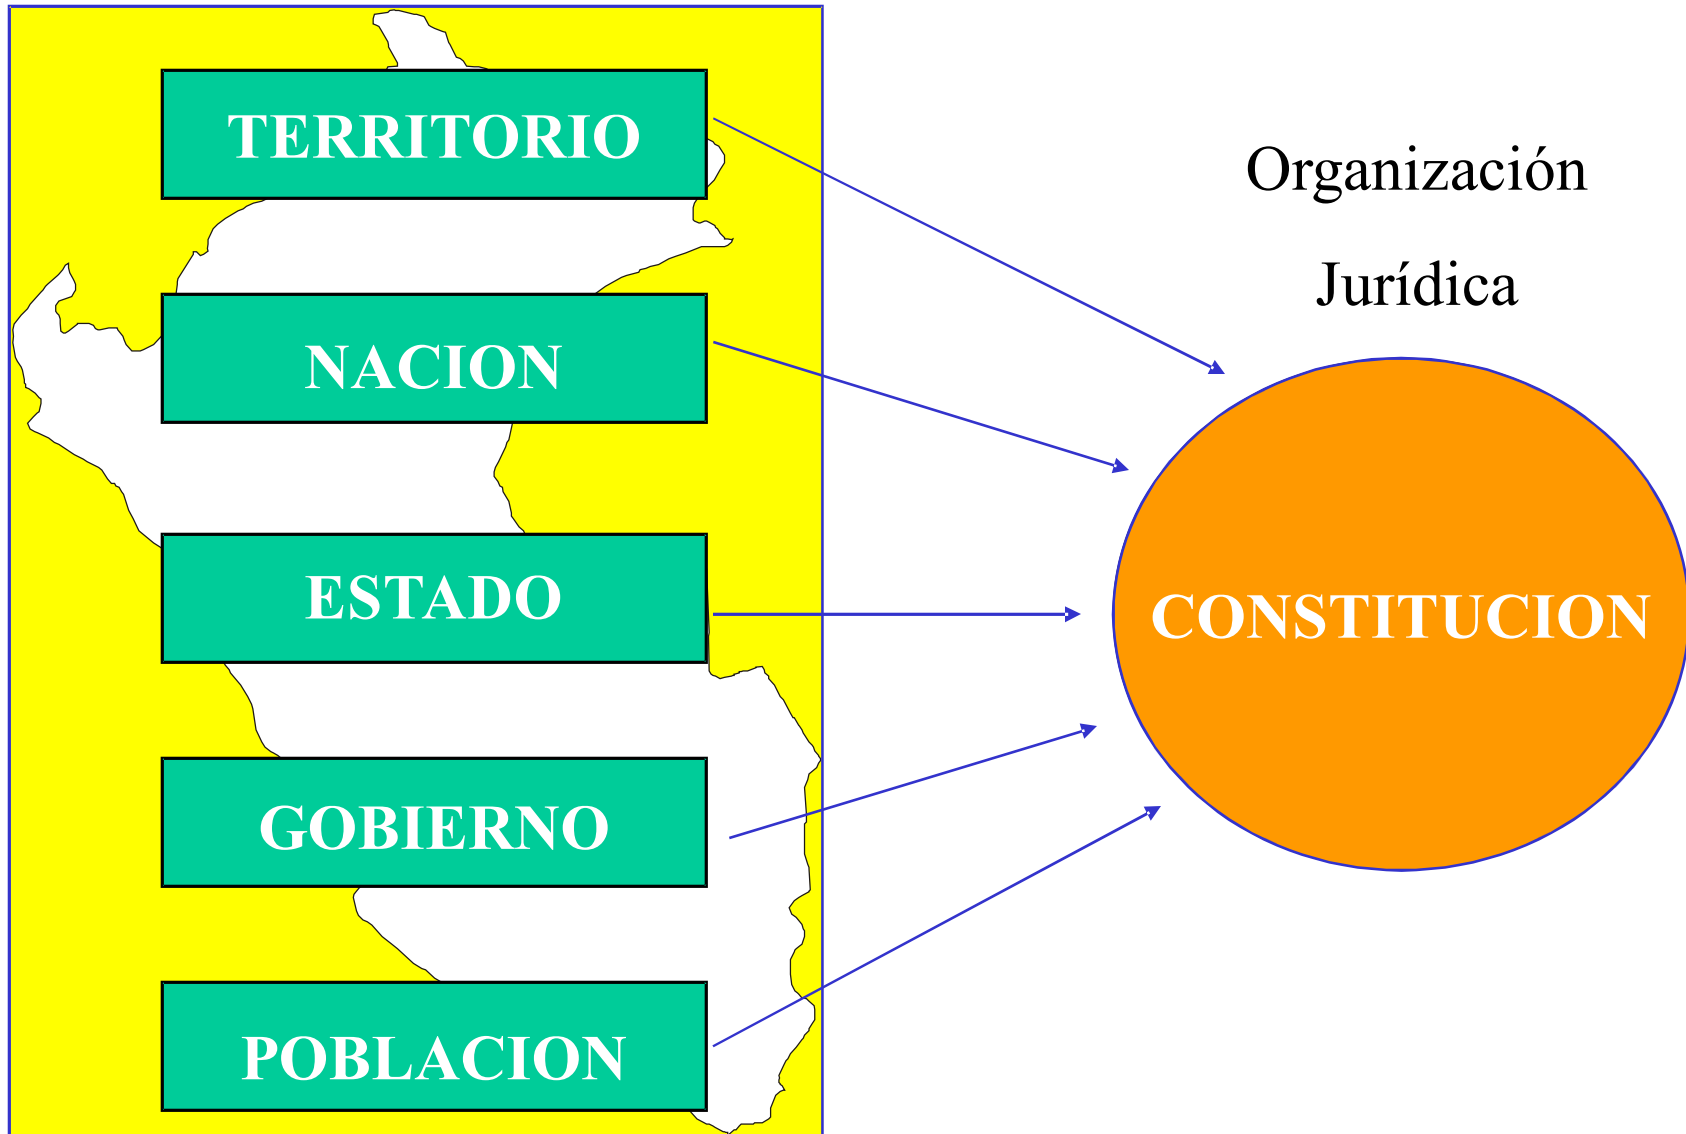 TERRITORIO
NACION
ESTADO
GOBIERNO
POBLACION
Organización
Jurídica
CONSTITUCION